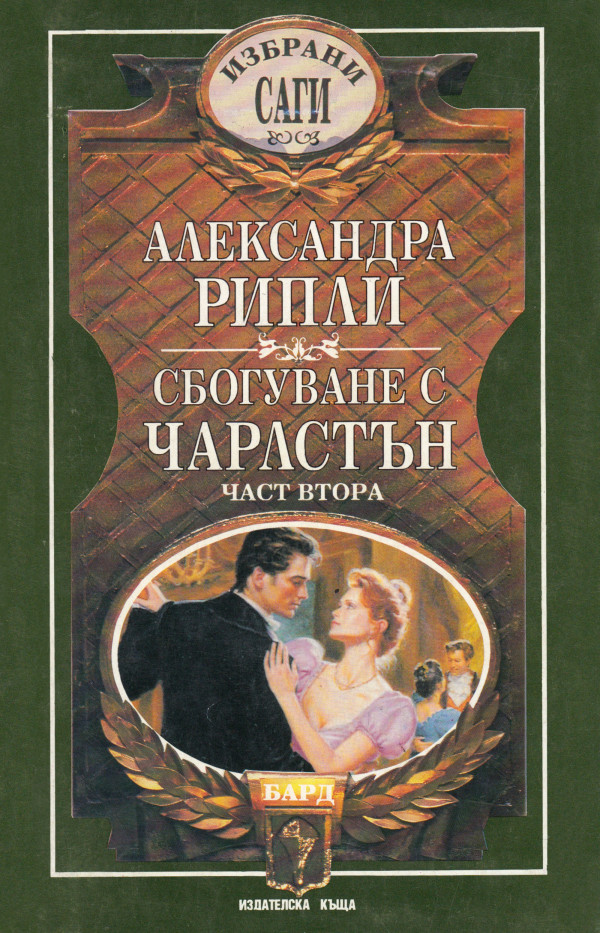 ИЗБРАНИ
САГИ
АЛЕКСАНДРА
РИПЛИ
СБОГУВАНЕ С
ЧАРЛСТЪН
ЧАСТ ВТОРА
БАРД
ИЗДАТЕЛСКА КЪЩА